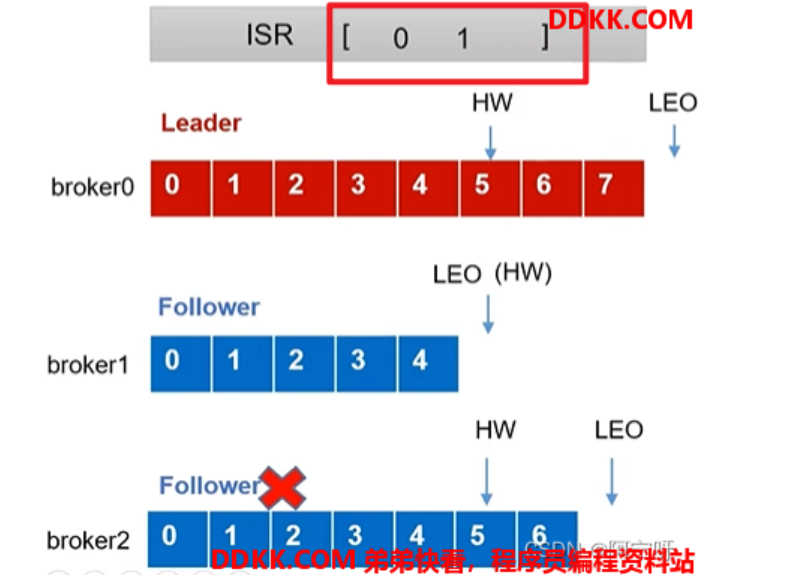 DDKK.COM
ISR [ 0 1 ]
HW LEO
Leader
broker0 0 1 2 3 4 5 6 7
LEO (HW)
Follower
broker1 0 1 2 3 4
HW LEO
Follower
broker2 0 1 2 3 4 5 6
DDKK.COM 弟弟快看，程序员编程资料站